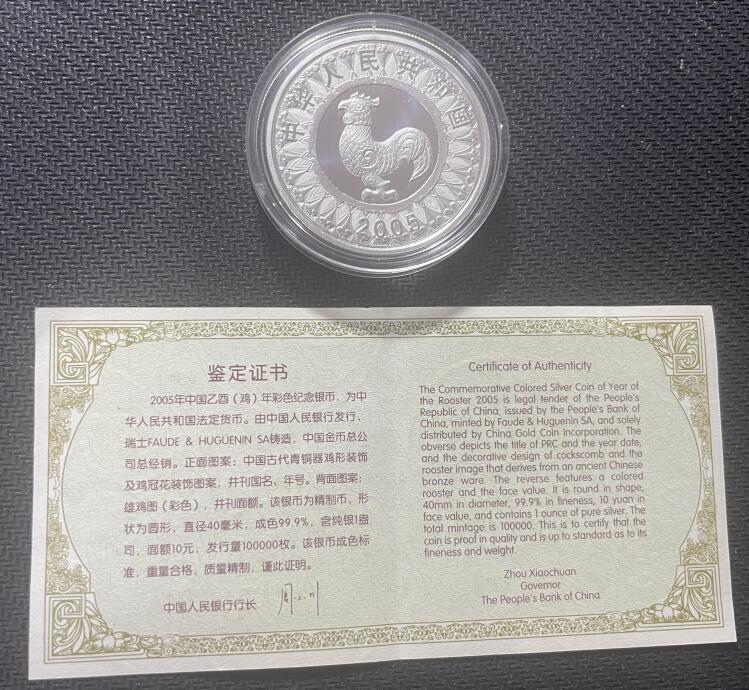 中华人民共和国
2005
鉴定证书
2005年中国乙酉（鸡）年彩色纪念银币，为中
华人民共和国法定货币。由中国人民银行发行，
瑞士FAUDE & HUGUENIN SA铸造，中国金币总公
司总经销。正面图案：中国古代青铜器鸡形装饰
及鸡冠花装饰图案，并刊国名、年号。背面图案：
雄鸡图（彩色），并刊面额。该银币为精制币，形
状为圆形，直径40毫米，成色99.9%，含纯银1盎
司，面额10元，发行量100000枚。该银币成色标
准，重量合格，质量精制，谨此证明。
中国人民银行行长
Certificate of Authenticity
The Commemorative Colored Silver Coin of Year of
the Rooster 2005 is legal tender of the People's
Republic of China, issued by the People's Bank of
China, minted by Faude & Huguenin SA, and solely
distributed by China Gold Coin Incorporation. The
obverse depicts the title of PRC and the year date,
and the decorative design of cockscomb and the
rooster image that derives from an ancient Chinese
bronze ware. The reverse features a colored
rooster and the face value. It is round in shape,
40mm in diameter, 99.9% in fineness, 10 yuan in
face value, and contains 1 ounce of pure silver. The
total mintage is 100000. This is to certify that the
coin is proof in quality and is up to standard as to its
fineness and weight.
Zhou Xiaochuan
Governor
The People's Bank of China